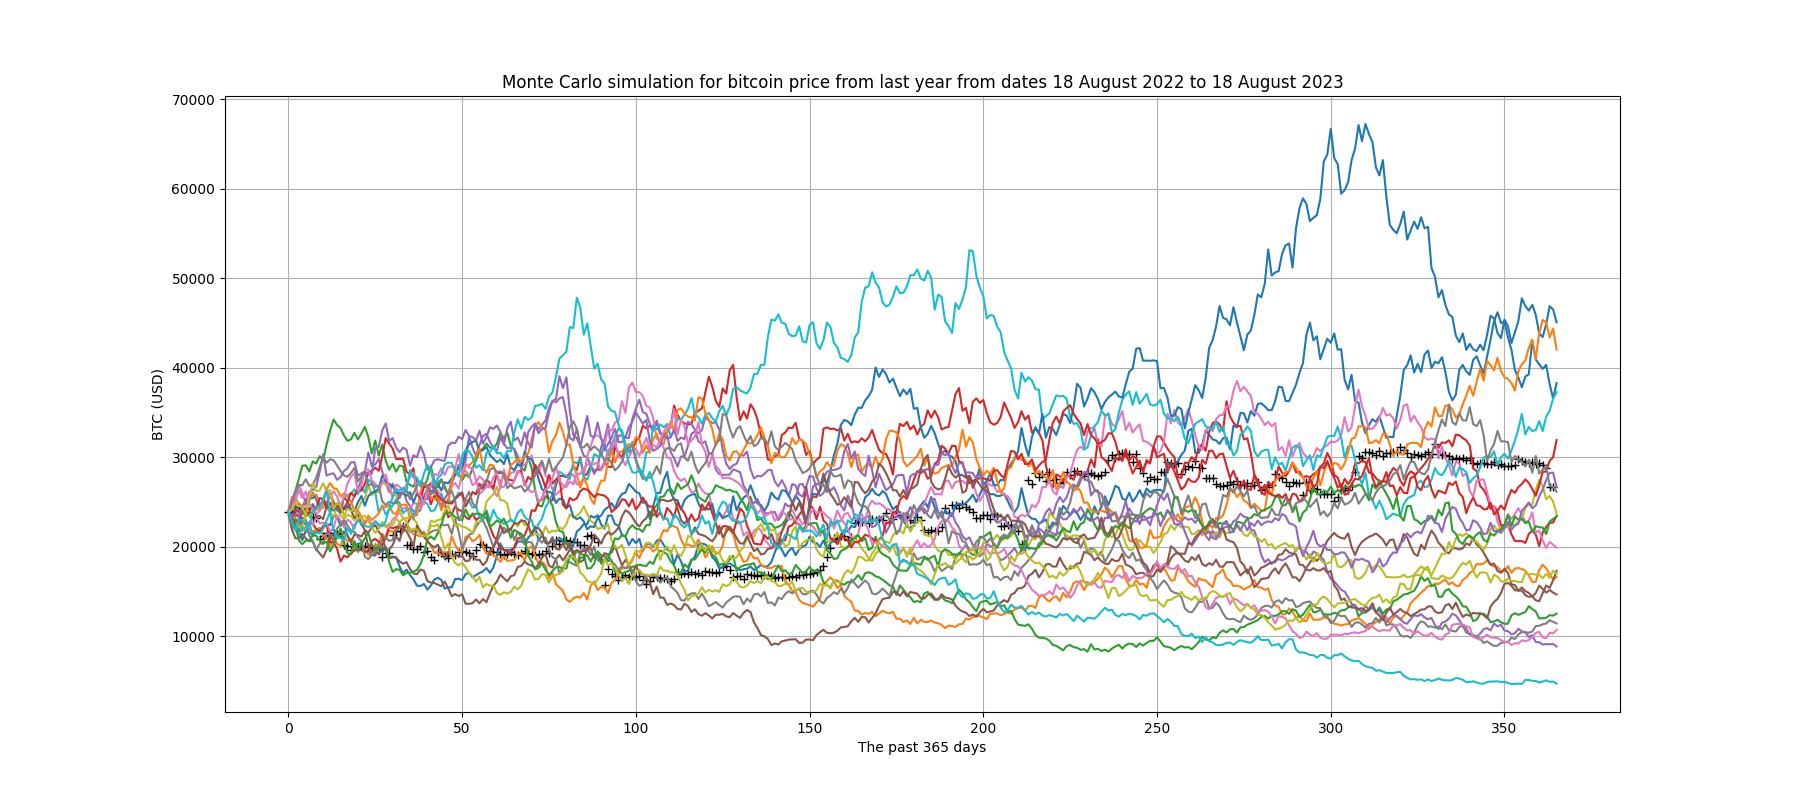 Monte Carlo simulation for bitcoin price from last year from dates 18 August 2022 to 18 August 2023
70000
60000
50000
40000
30000
20000
10000
BTC (USD)
0 50 100 150 200 250 300 350
The past 365 days